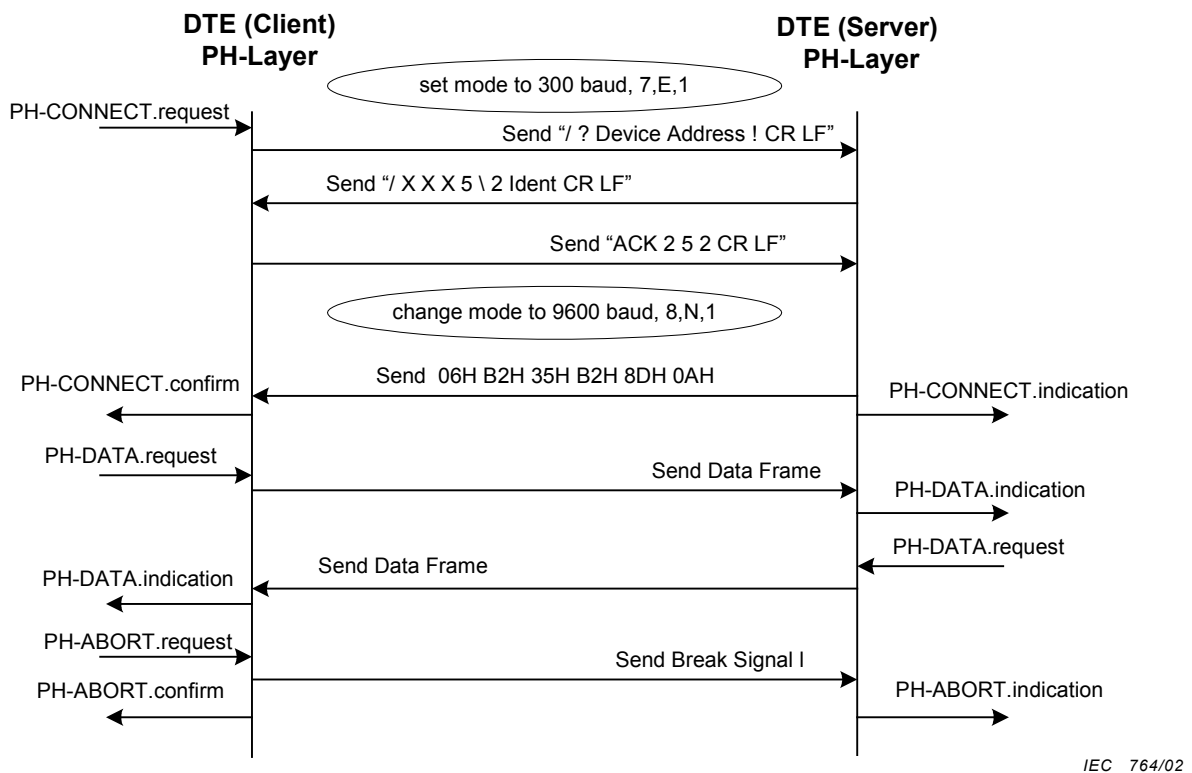 DTE (Client)
PH-Layer
DTE (Server)
PH-Layer
set mode to 300 baud, 7,E,1
PH-CONNECT.request
Send “/ ? Device Address ! CR LF”
Send “/ X X X 5 \ 2 Ident CR LF”
Send “ACK 2 5 2 CR LF”
change mode to 9600 baud, 8,N,1
Send 06H B2H 35H B2H 8DH 0AH
PH-CONNECT.confirm
PH-CONNECT.indication
PH-DATA.request
Send Data Frame
PH-DATA.indication
PH-DATA.request
Send Data Frame
PH-DATA.indication
PH-ABORT.request
Send Break Signal I
PH-ABORT.confirm
PH-ABORT.indication
IEC 764/02